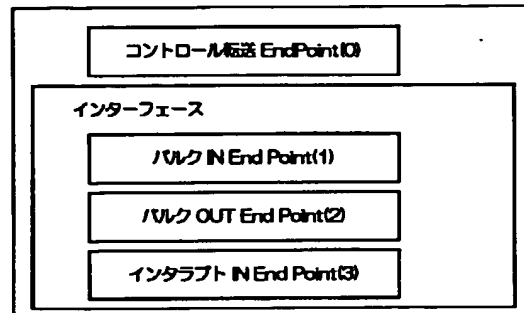 コントロール転送 EndPoint(0)
インターフェース
バルク IN End Point(1)
バルク OUT End Point(2)
インタラプト IN End Point(3)